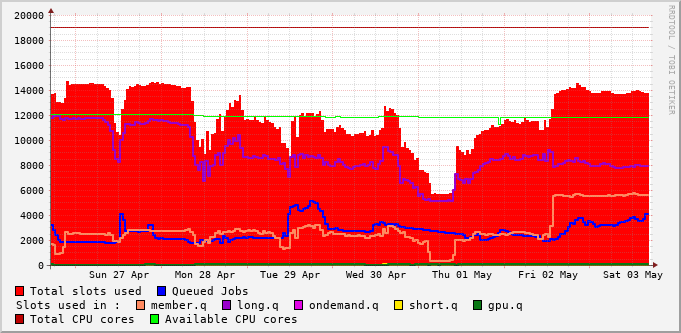 20000
18000
16000
14000
12000
10000
8000
6000
4000
2000
0
Sun 27 Apr Mon 28 Apr Tue 29 Apr Wed 30 Apr Thu 01 May Fri 02 May Sat 03 May
RRDTOOL / TOBI OETIKER
Total slots used Queued Jobs
Slots used in : member.q long.q ondemand.q short.q gpu.q
Total CPU cores Available CPU cores